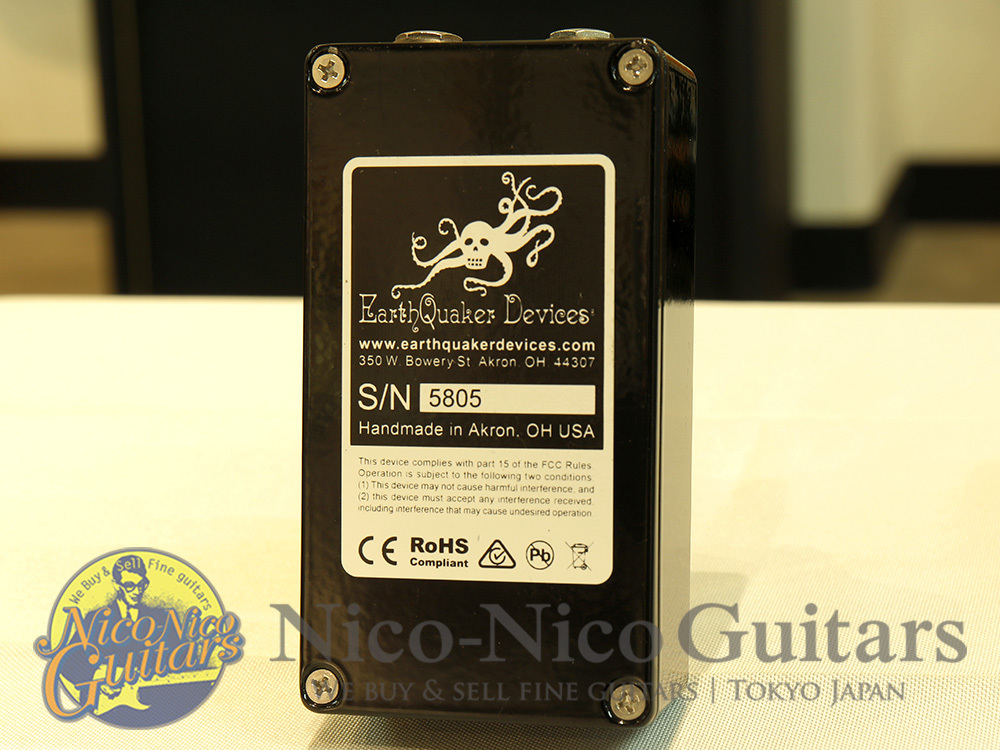 EarthQuaker Devices
www.earthquakerdevices.com
350 W. Bowery St. Akron, OH. 44307
S/N 5805
Handmade in Akron, OH USA
This device complies with part 15 of the FCC Rules.
Operation is subject to the following two conditions:
(1) This device may not cause harmful interference, and
(2) this device must accept any interference received,
including interference that may cause undesired operation.
CE RoHS Pb
Compliant
We Buy & Sell Fine guitars
Nico-Nico
Guitars
Nico-Nico Guitars
We Buy & Sell Fine Guitars | Tokyo Japan